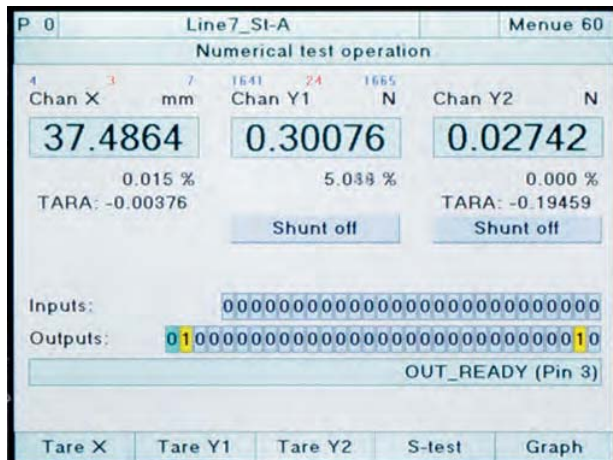 P 0 Line7_St-A Menue 60
Numerical test operation
4 3 7 1641 24 1665
Chan X mm Chan Y1 N Chan Y2 N
37.4864 0.30076 0.02742
0.015 % % 0.000 %
TARA: -0.00376 TARA: -0.19459
Shunt off Shunt off
Inputs: 000000000000000000000000000
Outputs: 0100000000000000000000000000010
OUT_READY (Pin 3)
Tare X Tare Y1 Tare Y2 S-test Graph